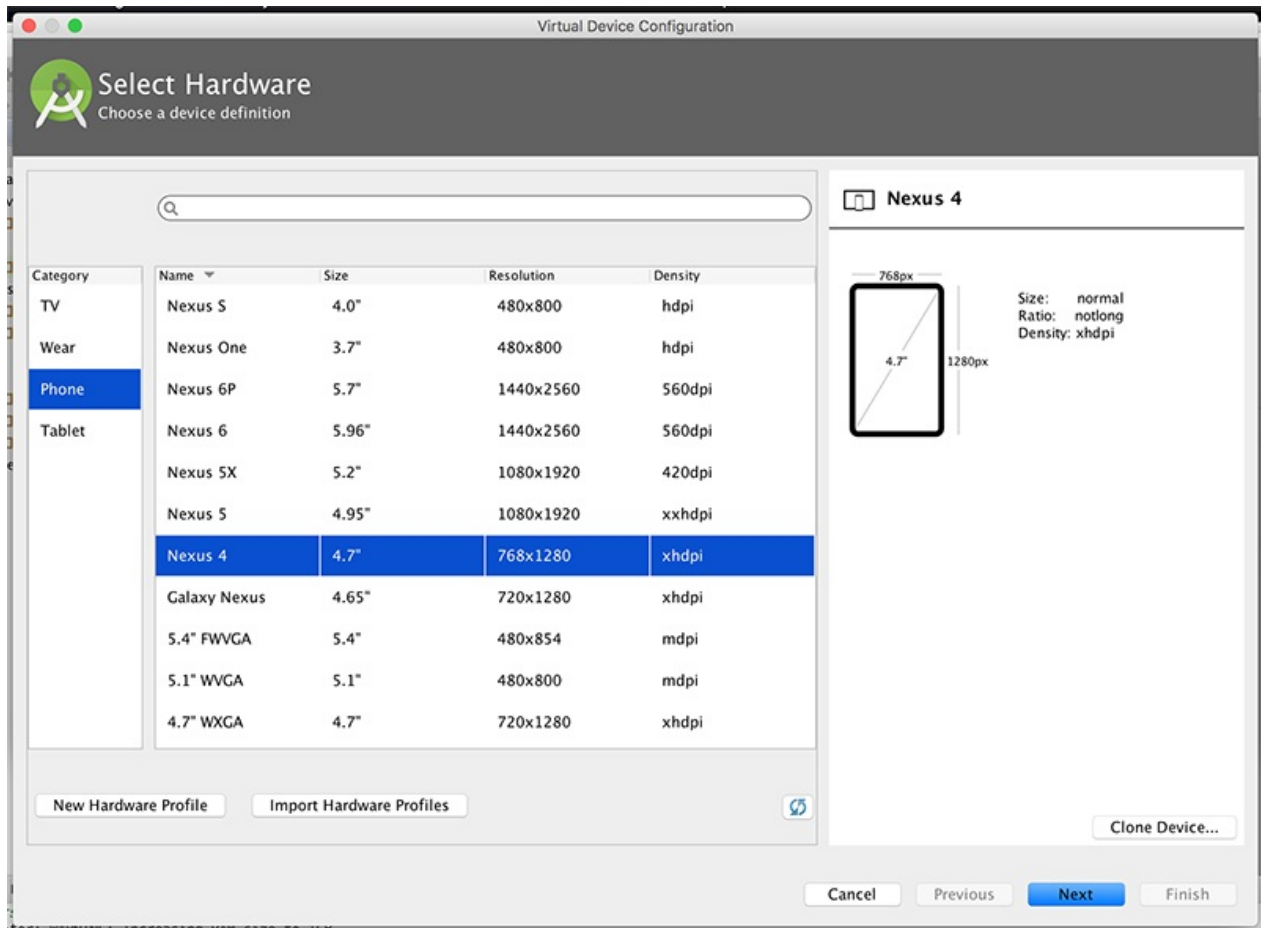 Virtual Device Configuration
Select Hardware
Choose a device definition
Category
TV
Wear
Phone
Tablet
Name Size Resolution Density
Nexus S 4.0" 480x800 hdpi
Nexus One 3.7" 480x800 hdpi
Nexus 6P 5.7" 1440x2560 560dpi
Nexus 6 5.96" 1440x2560 560dpi
Nexus 5X 5.2" 1080x1920 420dpi
Nexus 5 4.95" 1080x1920 xxhdpi
Nexus 4 4.7" 768x1280 xhdpi
Galaxy Nexus 4.65" 720x1280 xhdpi
5.4" FWVGA 5.4" 480x854 mdpi
5.1" WVGA 5.1" 480x800 mdpi
4.7" WXGA 4.7" 720x1280 xhdpi
New Hardware Profile Import Hardware Profiles
Nexus 4
768px
4.7"
1280px
Size: normal
Ratio: notlong
Density: xhdpi
Clone Device...
Cancel Previous Next Finish